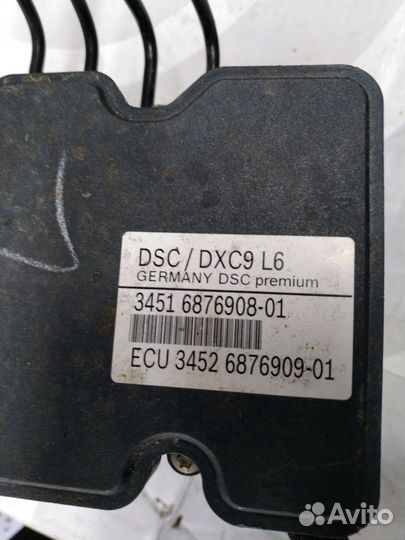 DSC / DXC9 L6
GERMANY DSC premium
3451 6876908-01
ECU 3452 6876909-01
Avito